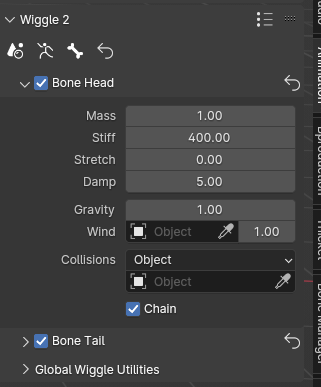 Wiggle 2
Bone Head
Mass 1.00
Stiff 400.00
Stretch 0.00
Damp 5.00
Gravity 1.00
Wind Object 1.00
Collisions Object
Object
Chain
Bone Tail
Global Wiggle Utilities
Animation